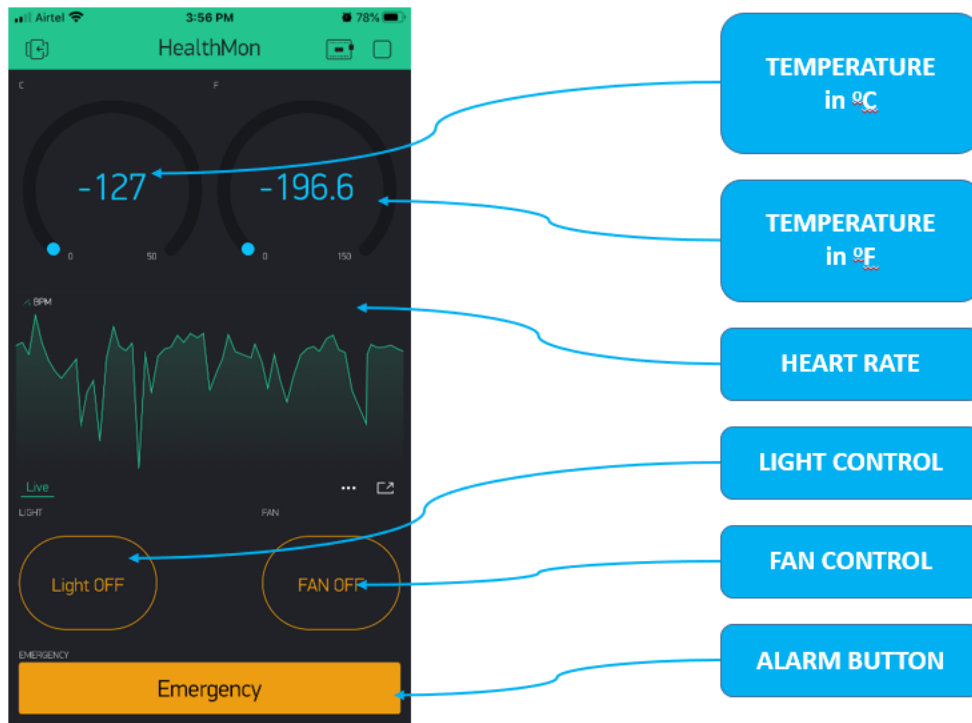 Airtel 3:56 PM 78%
HealthMon
C F
-127 -196.6
0 50 0 150
BPM
Live
LIGHT FAN
Light OFF FAN OFF
EMERGENCY
Emergency
TEMPERATURE
in ºC
TEMPERATURE
in ºF
HEART RATE
LIGHT CONTROL
FAN CONTROL
ALARM BUTTON